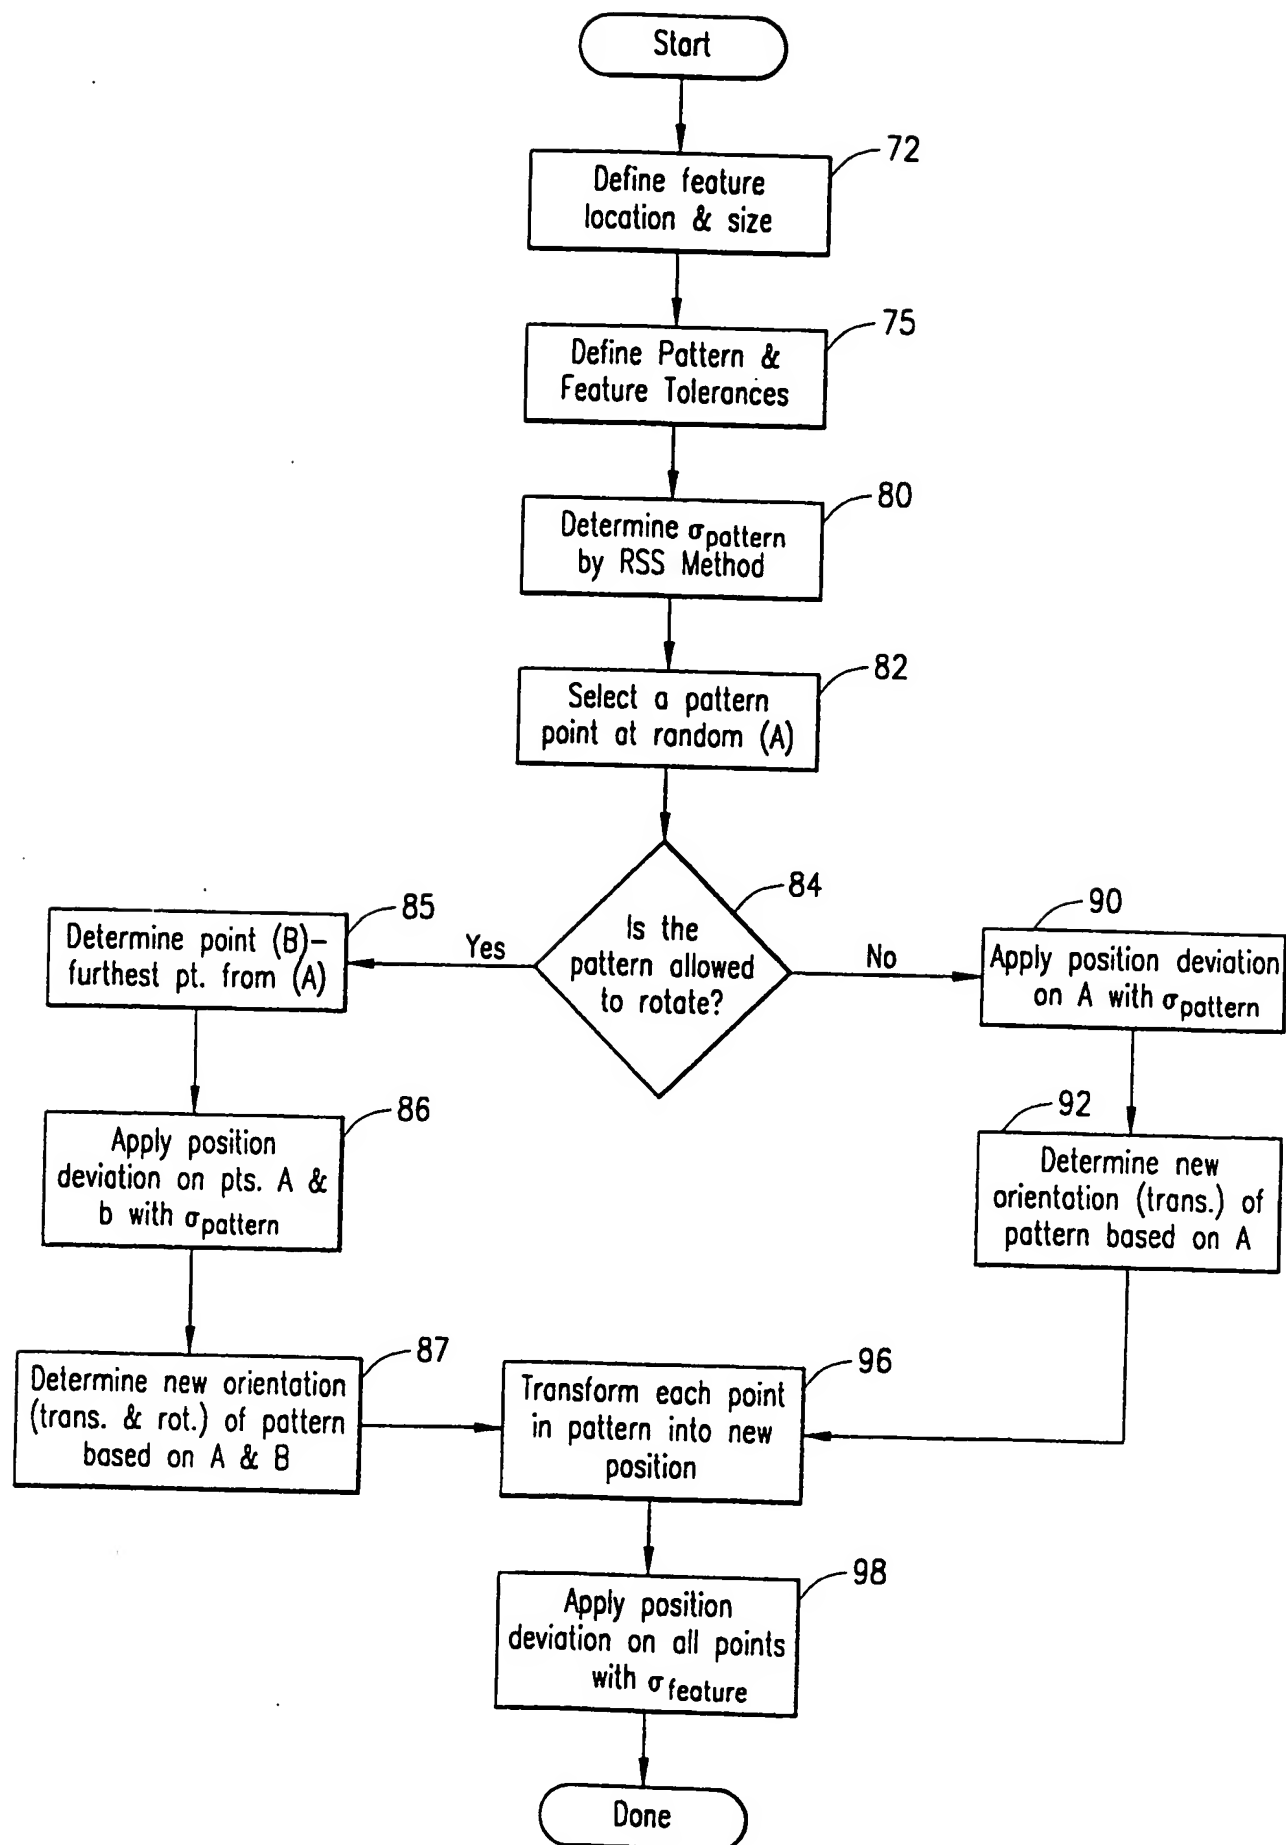 Start
72
Define feature
location & size
75
Define Pattern &
Feature Tolerances
80
Determine σpattern
by RSS Method
82
Select a pattern
point at random (A)
84
Is the
pattern allowed
to rotate?
Yes
No
85
Determine point (B)–
furthest pt. from (A)
86
Apply position
deviation on pts. A &
b with σpattern
87
Determine new orientation
(trans. & rot.) of pattern
based on A & B
90
Apply position deviation
on A with σpattern
92
Determine new
orientation (trans.) of
pattern based on A
96
Transform each point
in pattern into new
position
98
Apply position
deviation on all points
with σfeature
Done